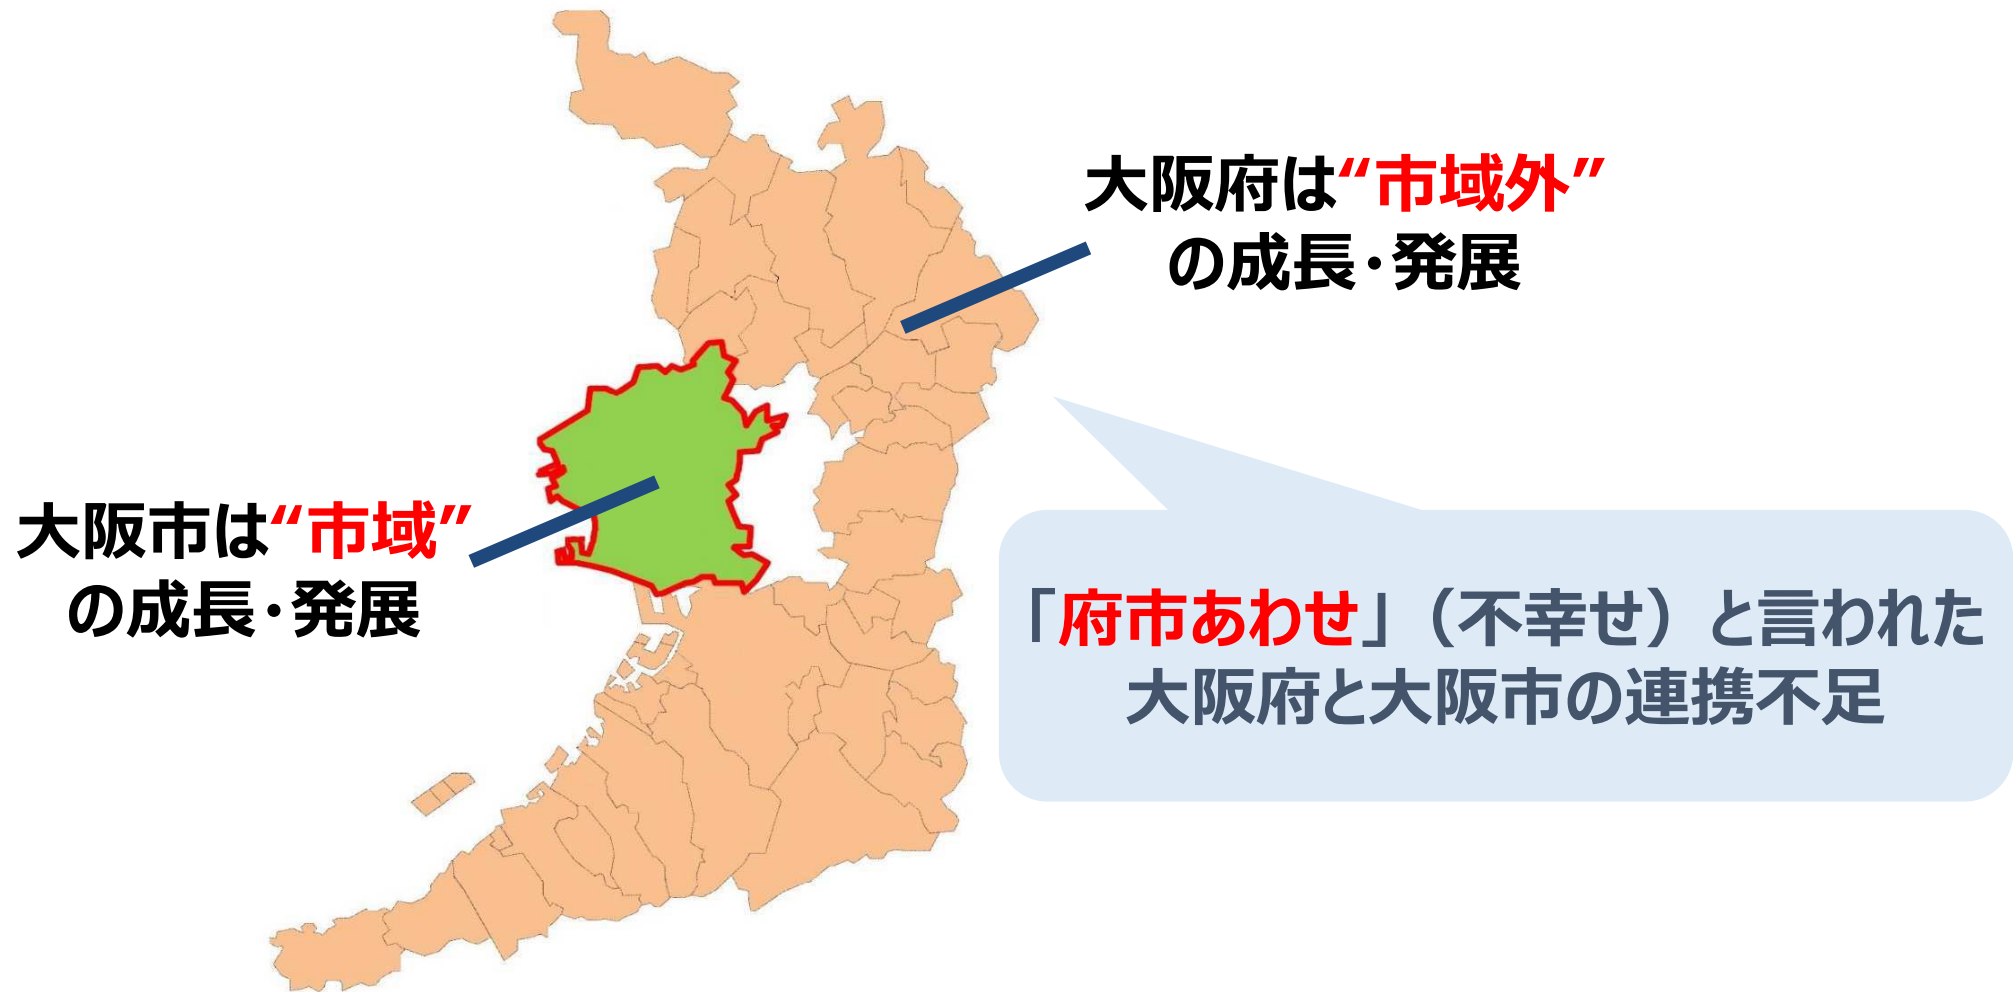 大阪府は“市域外”
の成長・発展
大阪市は“市域”
の成長・発展
「府市あわせ」（不幸せ）と言われた
大阪府と大阪市の連携不足